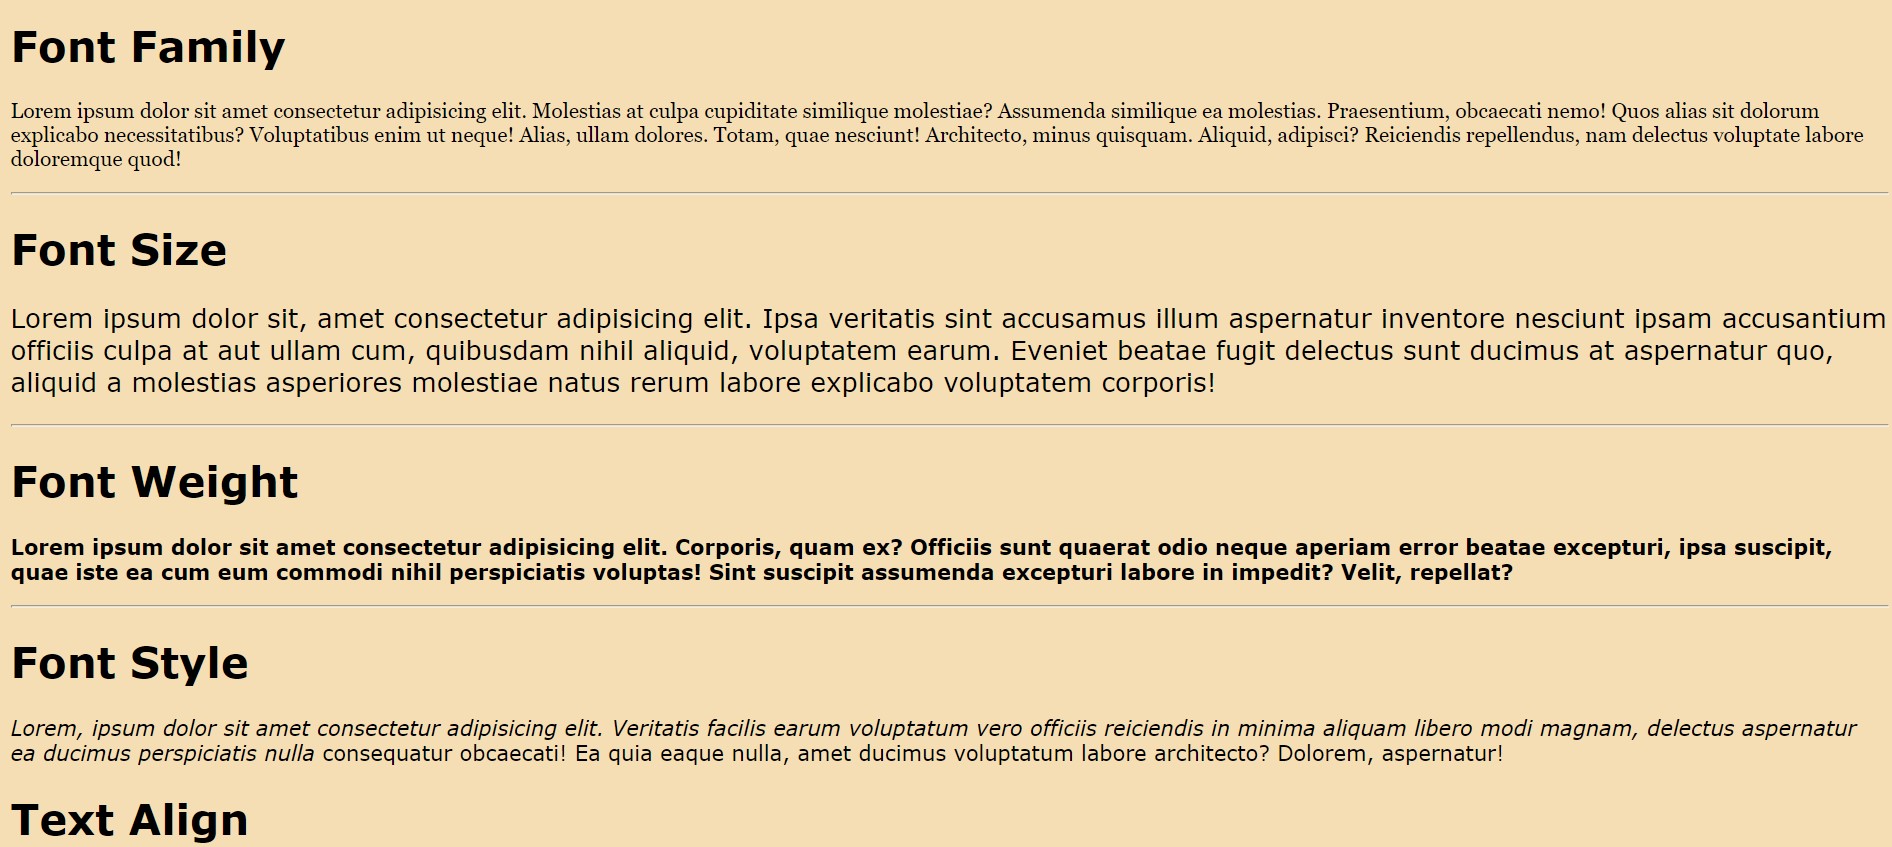 Font Family
Lorem ipsum dolor sit amet consectetur adipisicing elit. Molestias at culpa cupiditate similique molestiae? Assumenda similique ea molestias. Praesentium, obcaecati nemo! Quos alias sit dolorum
explicabo necessitatibus? Voluptatibus enim ut neque! Alias, ullam dolores. Totam, quae nesciunt! Architecto, minus quisquam. Aliquid, adipisci? Reiciendis repellendus, nam delectus voluptate labore
doloremque quod!
Font Size
Lorem ipsum dolor sit, amet consectetur adipisicing elit. Ipsa veritatis sint accusamus illum aspernatur inventore nesciunt ipsam accusantium
officiis culpa at aut ullam cum, quibusdam nihil aliquid, voluptatem earum. Eveniet beatae fugit delectus sunt ducimus at aspernatur quo,
aliquid a molestias asperiores molestiae natus rerum labore explicabo voluptatem corporis!
Font Weight
Lorem ipsum dolor sit amet consectetur adipisicing elit. Corporis, quam ex? Officiis sunt quaerat odio neque aperiam error beatae excepturi, ipsa suscipit,
quae iste ea cum eum commodi nihil perspiciatis voluptas! Sint suscipit assumenda excepturi labore in impedit? Velit, repellat?
Font Style
Lorem, ipsum dolor sit amet consectetur adipisicing elit. Veritatis facilis earum voluptatum vero officiis reiciendis in minima aliquam libero modi magnam, delectus aspernatur
ea ducimus perspiciatis nulla consequatur obcaecati! Ea quia eaque nulla, amet ducimus voluptatum labore architecto? Dolorem, aspernatur!
Text Align